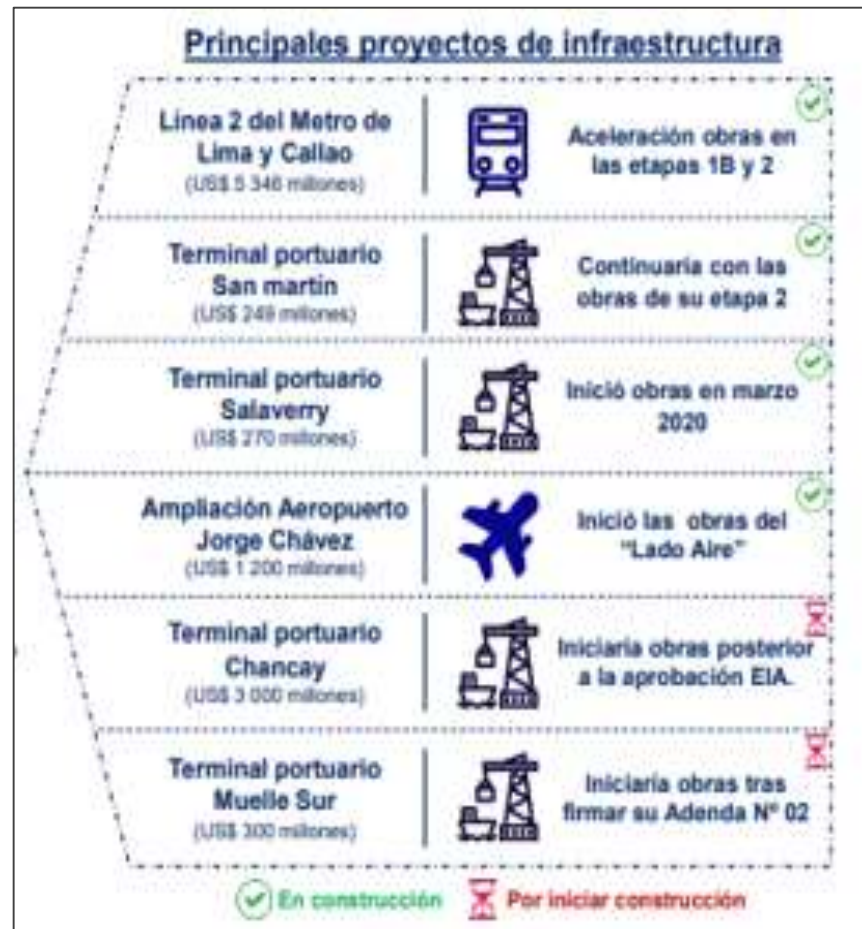 Principales proyectos de infraestructura
Línea 2 del Metro de
Lima y Callao
(US$ 5 346 millones)
Aceleración obras en
las etapas 1B y 2
Terminal portuario
San martín
(US$ 249 millones)
Continuaría con las
obras de su etapa 2
Terminal portuario
Salaverry
(US$ 270 millones)
Inició obras en marzo
2020
Ampliación Aeropuerto
Jorge Chávez
(US$ 1 200 millones)
Inició las obras del
“Lado Aire”
Terminal portuario
Chancay
(US$ 3 000 millones)
Iniciaría obras posterior
a la aprobación EIA.
Terminal portuario
Muelle Sur
(US$ 300 millones)
Iniciaría obras tras
firmar su Adenda Nº 02
En construcción
Por iniciar construcción